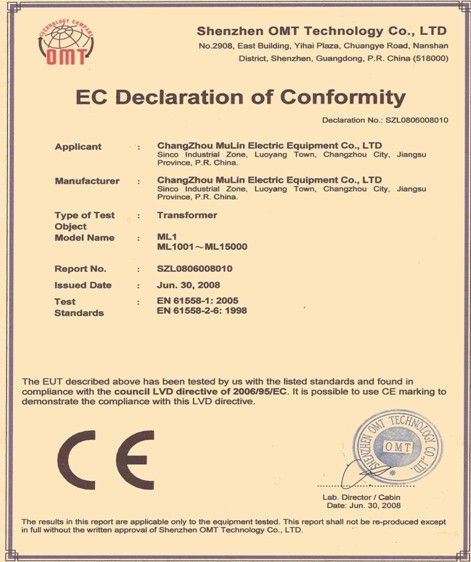 TECHNOLOGY COMPANY
OMT
Shenzhen OMT Technology Co., LTD
No.2908, East Building, Yihai Plaza, Chuangye Road, Nanshan
District, Shenzhen, Guangdong, P.R. China (518000)
EC Declaration of Conformity
Declaration No.: SZL0806008010
Applicant : ChangZhou MuLin Electric Equipment Co., LTD
Sinco Industrial Zone, Luoyang Town, Changzhou City, Jiangsu
Province, P.R. China.
Manufacturer : ChangZhou MuLin Electric Equipment Co., LTD
Sinco Industrial Zone, Luoyang Town, Changzhou City, Jiangsu
Province, P.R. China.
Type of Test : Transformer
Object
Model Name : ML1
ML1001～ML15000
Report No. : SZL0806008010
Issued Date : Jun. 30, 2008
Test : EN 61558-1: 2005
Standards EN 61558-2-6: 1998
The EUT described above has been tested by us with the listed standards and found in
compliance with the council LVD directive of 2006/95/EC. It is possible to use CE marking to
demonstrate the compliance with this LVD directive.
CE
SHENZHEN OMT TECHNOLOGY CO.,LTD.
OMT
Lab. Director / Cabin
Date: Jun. 30, 2008
The results in this report are applicable only to the equipment tested. This report shall not be re-produced except
in full without the written approval of Shenzhen OMT Technology Co., LTD.